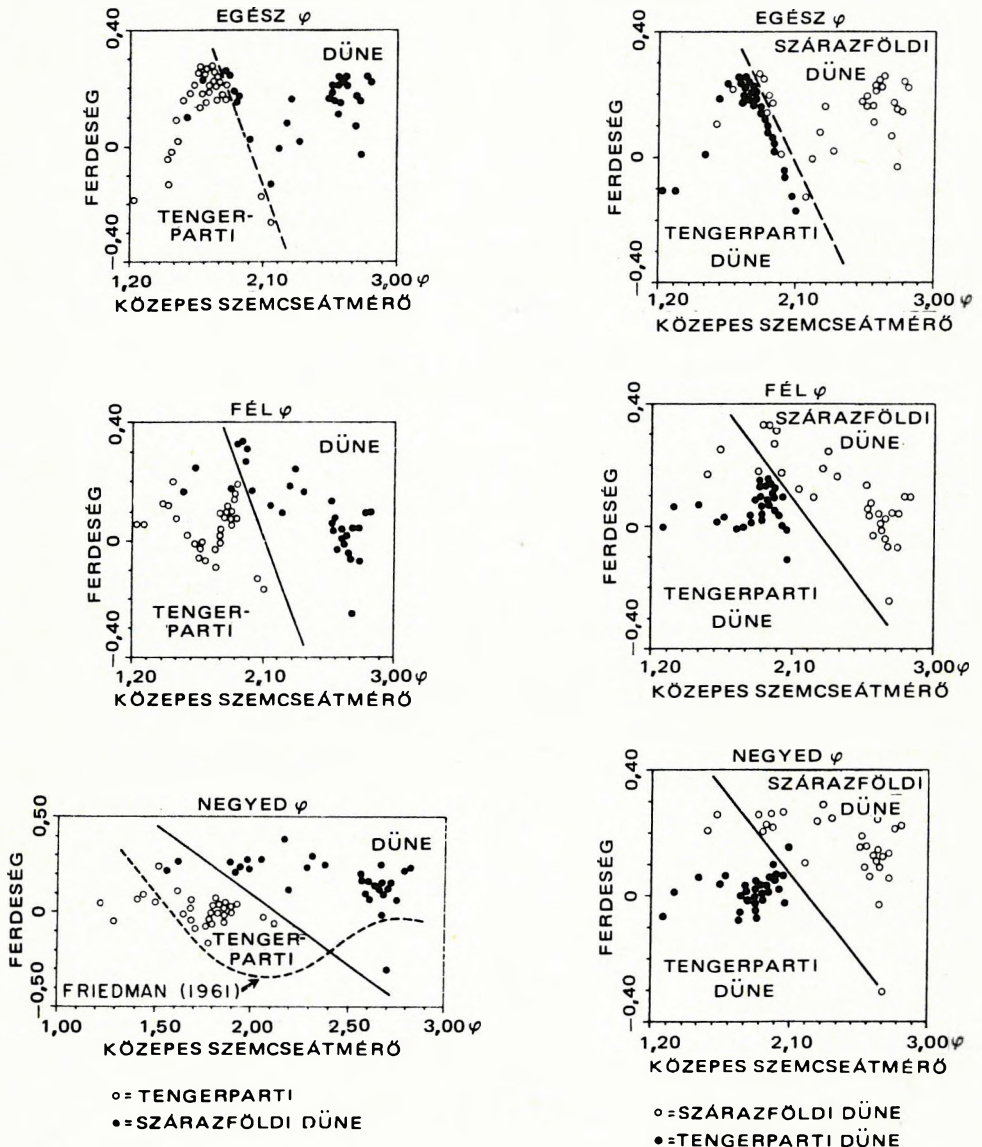 EGÉSZ φ
0,40
DÜNE
FERDESÉG
0
TENGER-
PARTI
−0,40
1,20
2,10
3,00 φ
KÖZEPES SZEMCSEÁTMÉRŐ
EGÉSZ φ
0,40
SZÁRAZFÖLDI
DÜNE
FERDESÉG
0
TENGERPARTI
DÜNE
−0,40
1,20
2,10
3,00 φ
KÖZEPES SZEMCSEÁTMÉRŐ
FÉL φ
0,40
DÜNE
FERDESÉG
0
TENGER-
PARTI
−0,40
1,20
2,10
3,00 φ
KÖZEPES SZEMCSEÁTMÉRŐ
FÉL φ
0,40
SZÁRAZFÖLDI
DÜNE
FERDESÉG
0
TENGERPARTI
DÜNE
−0,40
1,20
2,10
3,00 φ
KÖZEPES SZEMCSEÁTMÉRŐ
NEGYED φ
0,50
DÜNE
FERDESÉG
0
TENGER-
PARTI
FRIEDMAN (1961)
−0,50
1,00
1,50
2,00
2,50
3,00 φ
KÖZEPES SZEMCSEÁTMÉRŐ
○= TENGERPARTI
●=SZÁRAZFÖLDI DÜNE
NEGYED φ
0,40
SZÁRAZFÖLDI
DÜNE
FERDESÉG
0
TENGERPARTI
DÜNE
−0,40
1,20
2,10
3,00 φ
KÖZEPES SZEMCSEÁTMÉRŐ
○=SZÁRAZFÖLDI DÜNE
●=TENGERPARTI DÜNE